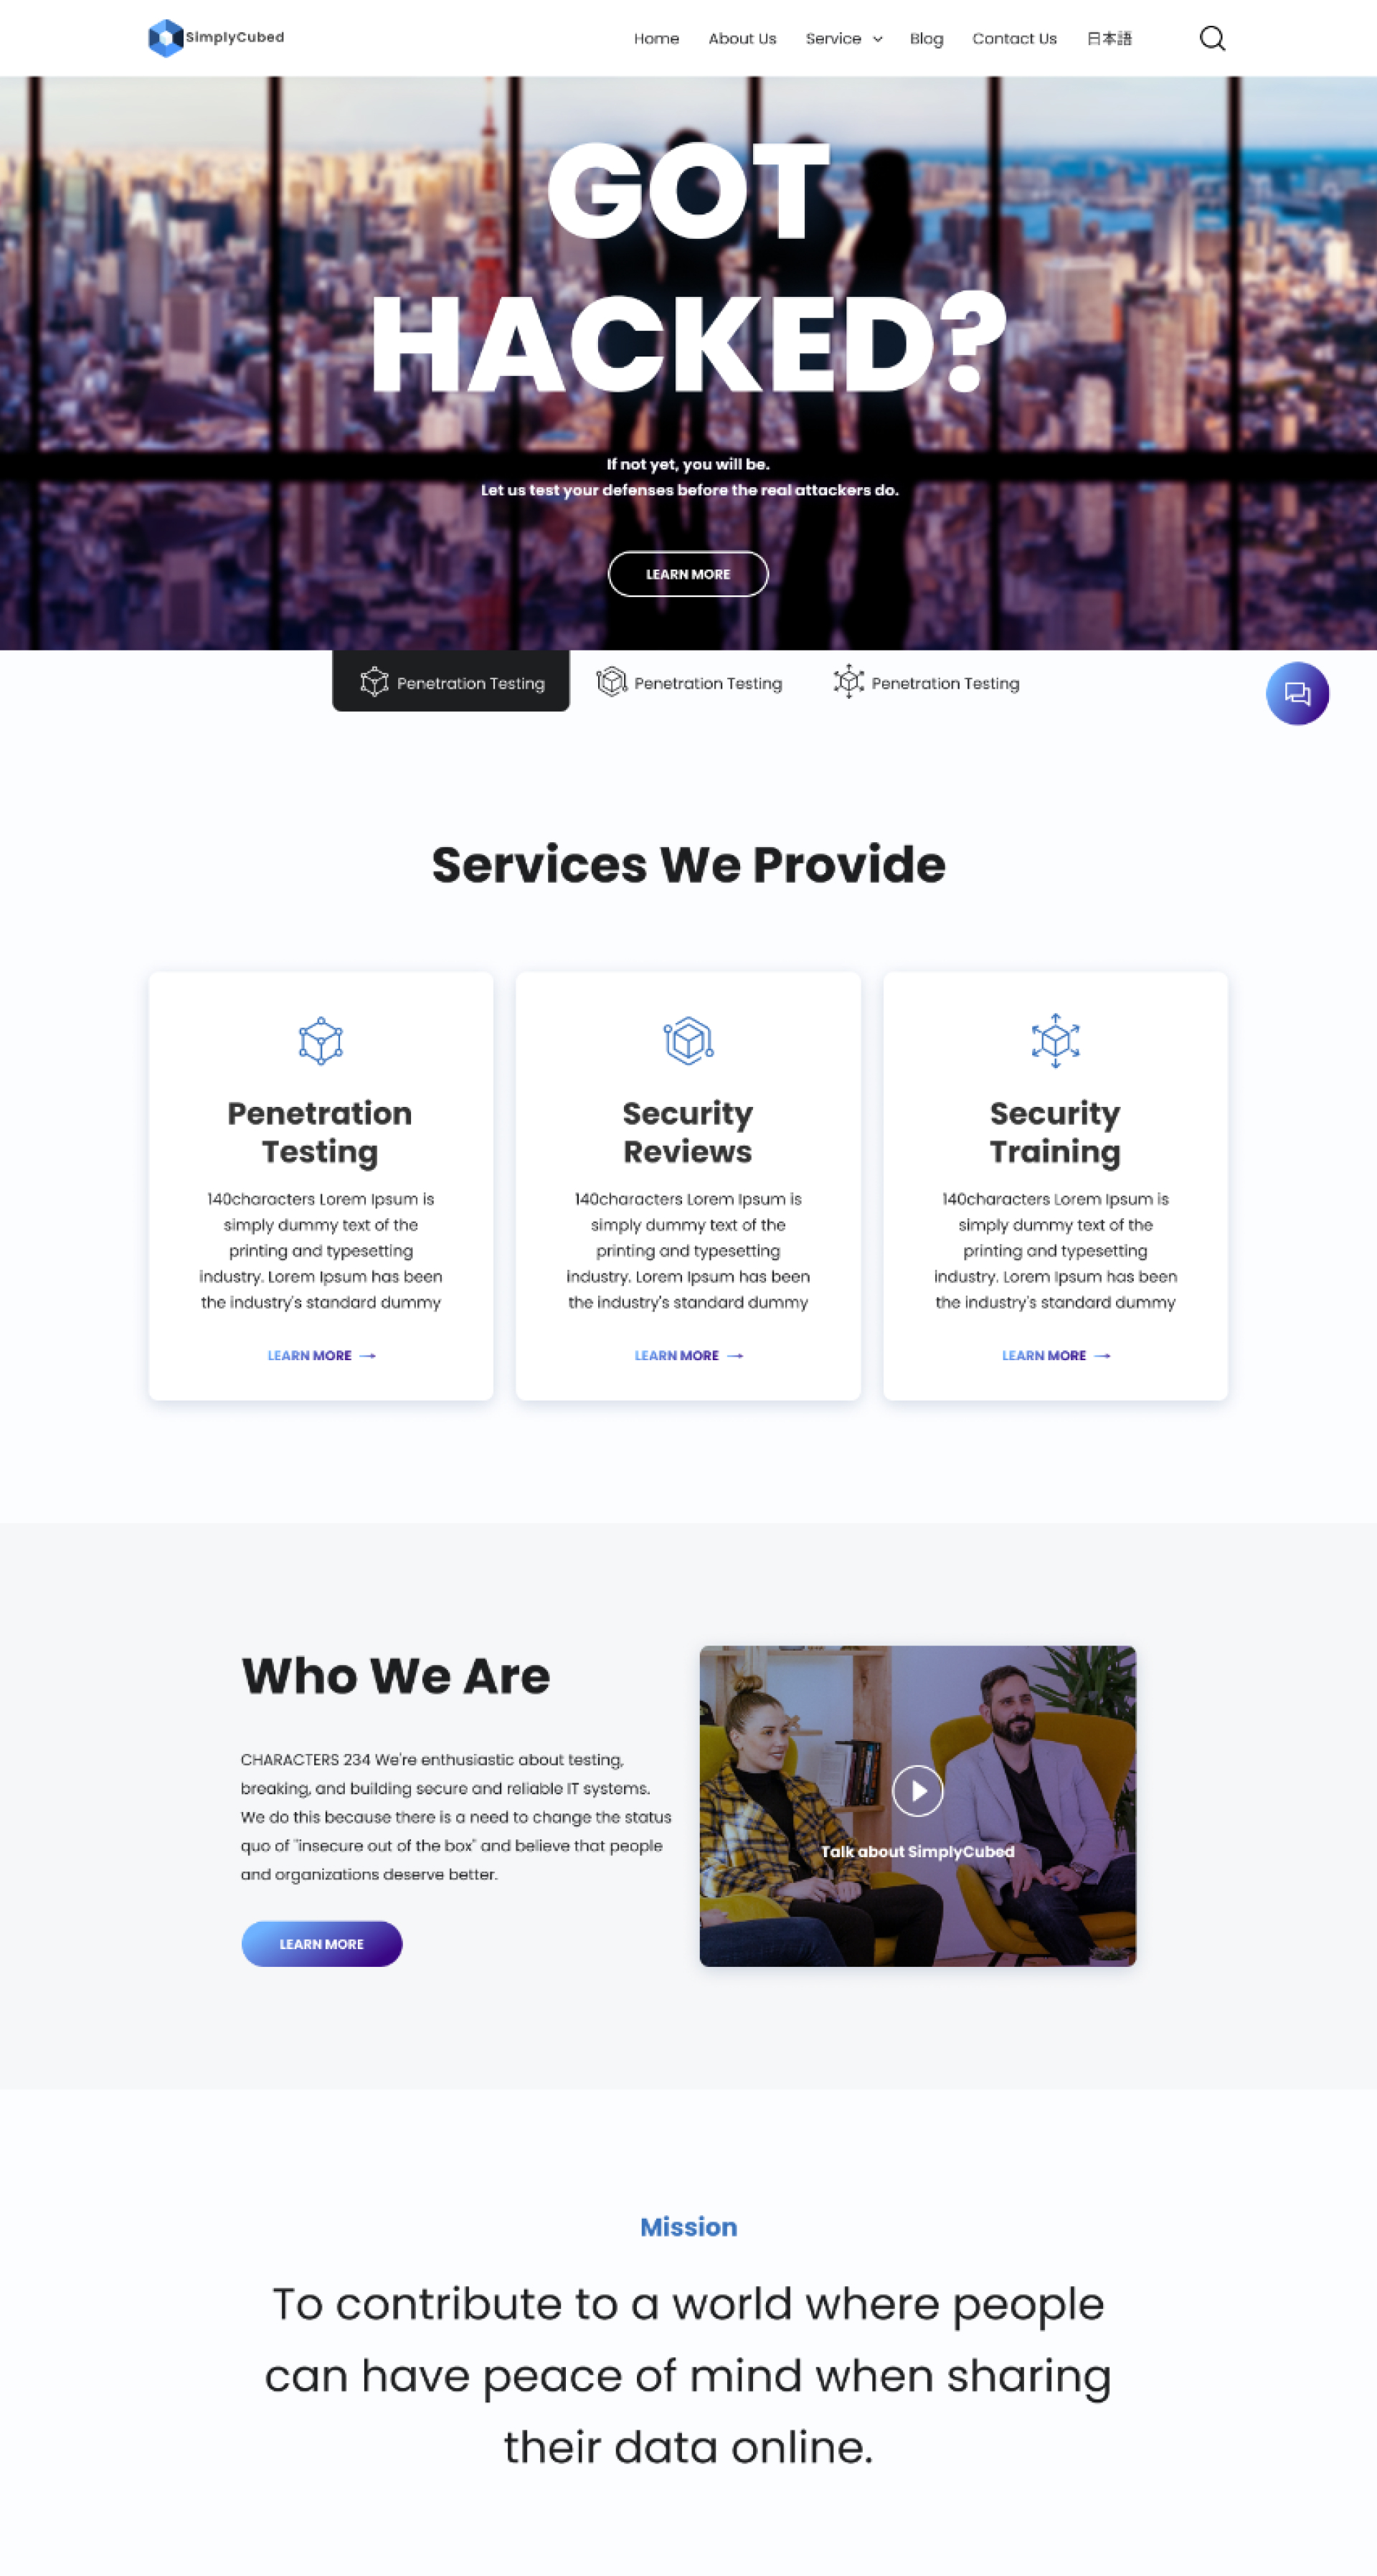 SimplyCubed
Home About Us Service Blog Contact Us 日本語
GOT
HACKED?
If not yet, you will be.
Let us test your defenses before the real attackers do.
LEARN MORE
Penetration Testing Penetration Testing Penetration Testing
Services We Provide
Penetration
Testing
140characters Lorem Ipsum is
simply dummy text of the
printing and typesetting
industry. Lorem Ipsum has been
the industry's standard dummy
LEARN MORE
Security
Reviews
140characters Lorem Ipsum is
simply dummy text of the
printing and typesetting
industry. Lorem Ipsum has been
the industry's standard dummy
LEARN MORE
Security
Training
140characters Lorem Ipsum is
simply dummy text of the
printing and typesetting
industry. Lorem Ipsum has been
the industry's standard dummy
LEARN MORE
Who We Are
CHARACTERS 234 We're enthusiastic about testing,
breaking, and building secure and reliable IT systems.
We do this because there is a need to change the status
quo of "insecure out of the box" and believe that people
and organizations deserve better.
LEARN MORE
Talk about SimplyCubed
Mission
To contribute to a world where people
can have peace of mind when sharing
their data online.